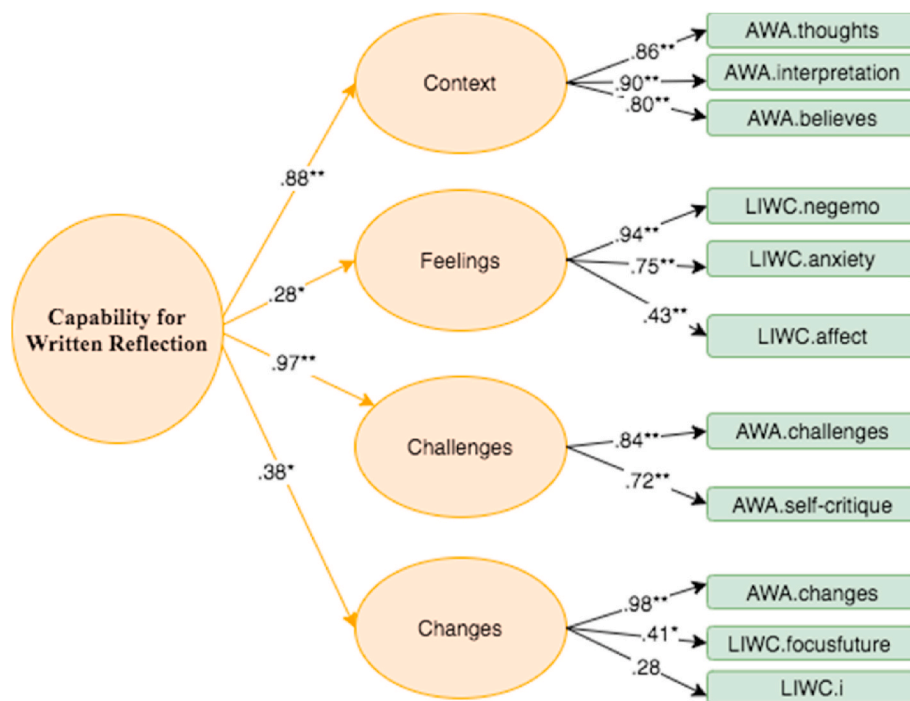 AWA.thoughts
.86**
AWA.interpretation
.90**
Context
.80**
AWA.believes
.88**
LIWC.negemo
.94**
Feelings
.75**
LIWC.anxiety
.28*
.43**
LIWC.affect
Capability for
Written Reflection
.97**
AWA.challenges
.84**
Challenges
.72**
AWA.self-critique
.38*
AWA.changes
.98**
Changes
.41*
LIWC.focusfuture
.28
LIWC.i